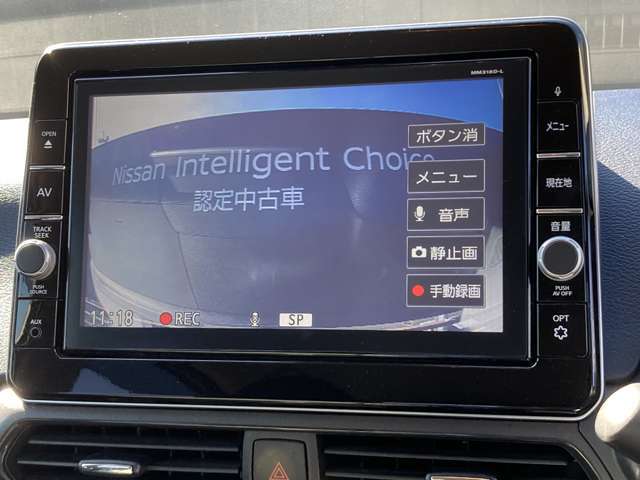 MM318D-L
OPEN
AV
TRACK
SEEK
PUSH
SOURCE
AUX
Nissan Intelligent Choice
認定中古車
ボタン消
メニュー
音声
静止画
手動録画
11:18
REC
SP
メニュー
現在地
音量
PUSH
AV OFF
OPT